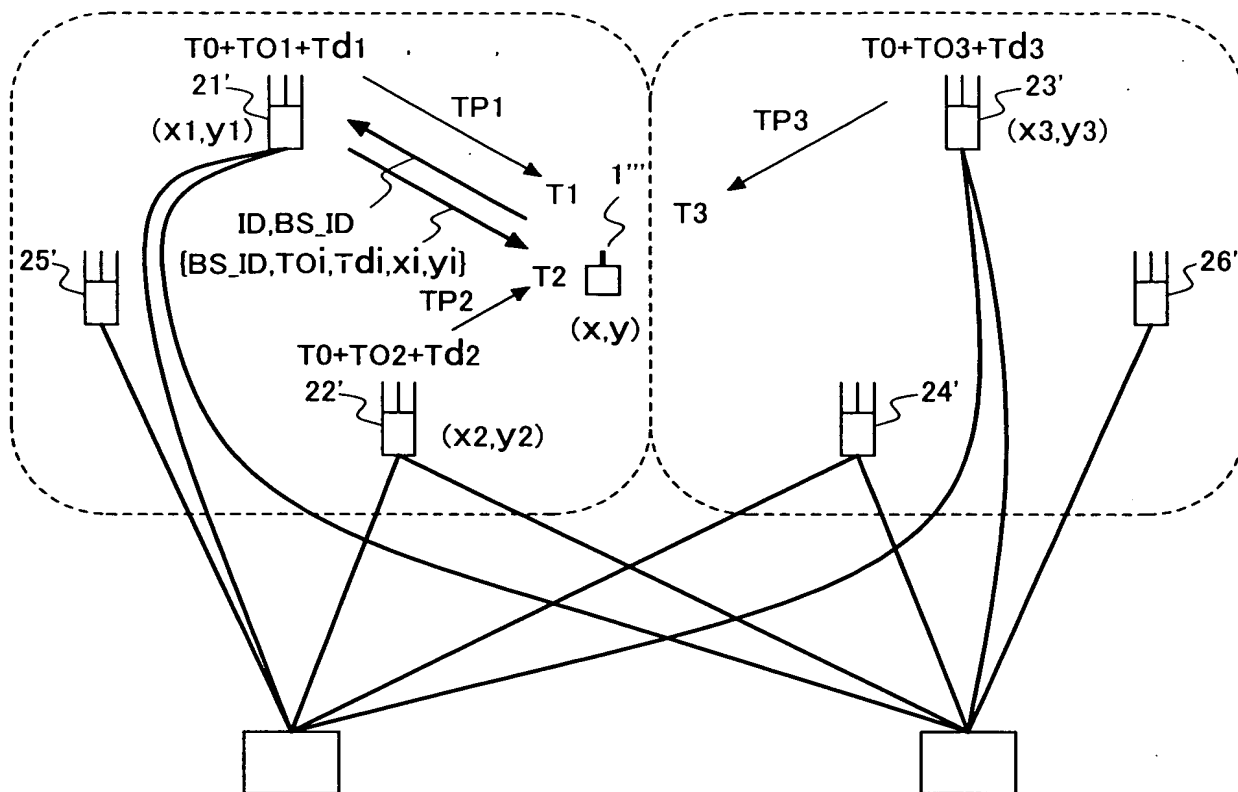 T0+TO1+Td1
21'
(x1,y1)
TP1
T0+TO3+Td3
23'
(x3,y3)
TP3
1'''
T1
T3
ID,BS_ID
{BS_ID,TOi,Tdi,xi,yi}
T2
25'
26'
TP2
(x,y)
T0+TO2+Td2
22'
(x2,y2)
24'